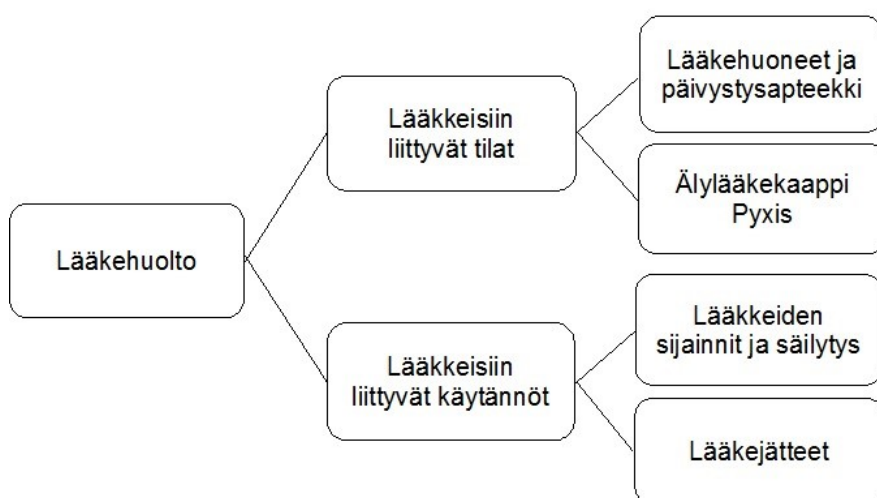 Lääkehuolto
Lääkkeisiin
liittyvät tilat
Lääkehuoneet ja
päivystysapteekki
Älylääkekaappi
Pyxis
Lääkkeisiin
liittyvät käytännöt
Lääkkeiden
sijainnit ja säilytys
Lääkejätteet